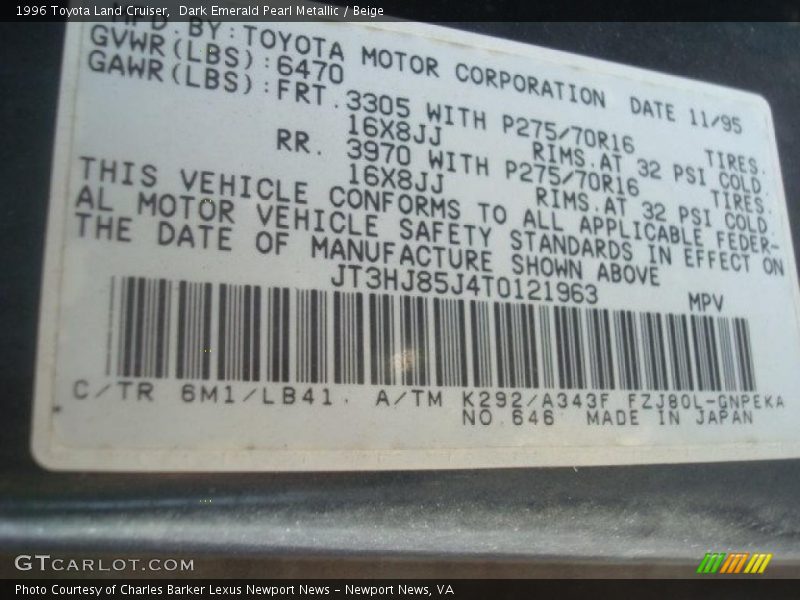 1996 Toyota Land Cruiser,  Dark Emerald Pearl Metallic / Beige
MFD. BY: TOYOTA MOTOR CORPORATION DATE 11/95
GVWR(LBS):6470
GAWR(LBS):FRT. 3305 WITH P275/70R16 TIRES.
16X8JJ RIMS.AT 32 PSI COLD.
RR. 3970 WITH P275/70R16 TIRES.
16X8JJ RIMS.AT 32 PSI COLD.
THIS VEHICLE CONFORMS TO ALL APPLICABLE FEDER-
AL MOTOR VEHICLE SAFETY STANDARDS IN EFFECT ON
THE DATE OF MANUFACTURE SHOWN ABOVE
JT3HJ85J4T0121963 MPV
C/TR 6M1/LB41. A/TM K292/A343F FZJ80L-GNPEKA
NO.646 MADE IN JAPAN
GTCARLOT.COM
Photo Courtesy of Charles Barker Lexus Newport News - Newport News, VA